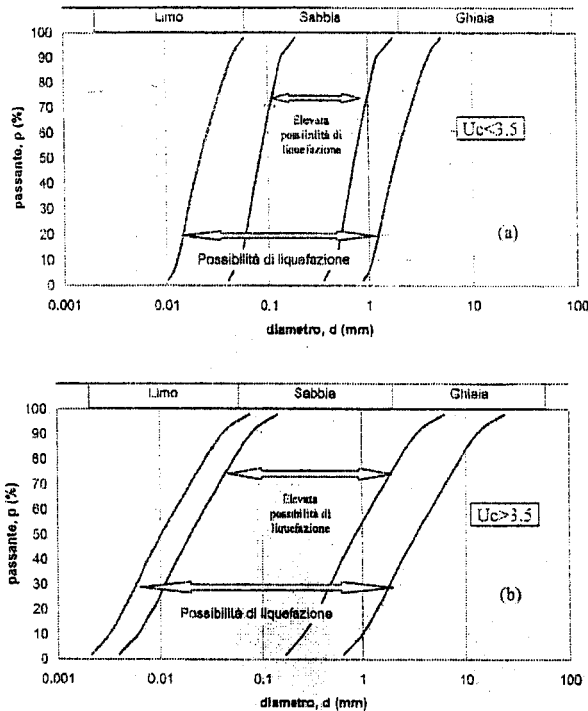 Limo Sabbia Ghiaia
100
90
80
70
60
50
40
30
20
10
0
passante, p (%)
Elevata
possibilità di
liquefazione
Uc<3.5
(a)
Possibilità di liquefazione
0.001 0.01 0.1 1 10 100
diametro, d (mm)
Limo Sabbia Ghiaia
100
90
80
70
60
50
40
30
20
10
0
passante, p (%)
Elevata
possibilità di
liquefazione
Uc>3.5
(b)
Possibilità di liquefazione
0.001 0.01 0.1 1 10 100
diametro, d (mm)